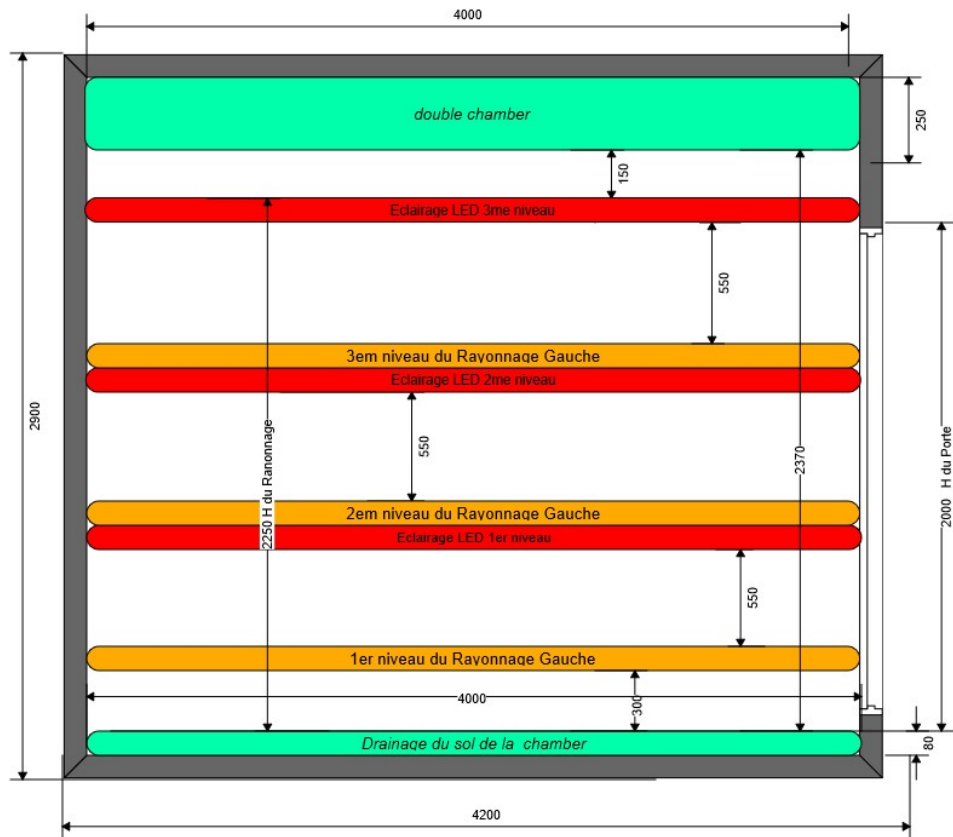 4000
double chamber
250
150
Eclairage LED 3me niveau
550
3em niveau du Rayonnage Gauche
Eclairage LED 2me niveau
2900
550
2250 H du Ranonnage
2370
2000 H du Porte
2em niveau du Rayonnage Gauche
Eclairage LED 1er niveau
550
1er niveau du Rayonnage Gauche
4000
300
Drainage du sol de la chamber
80
4200